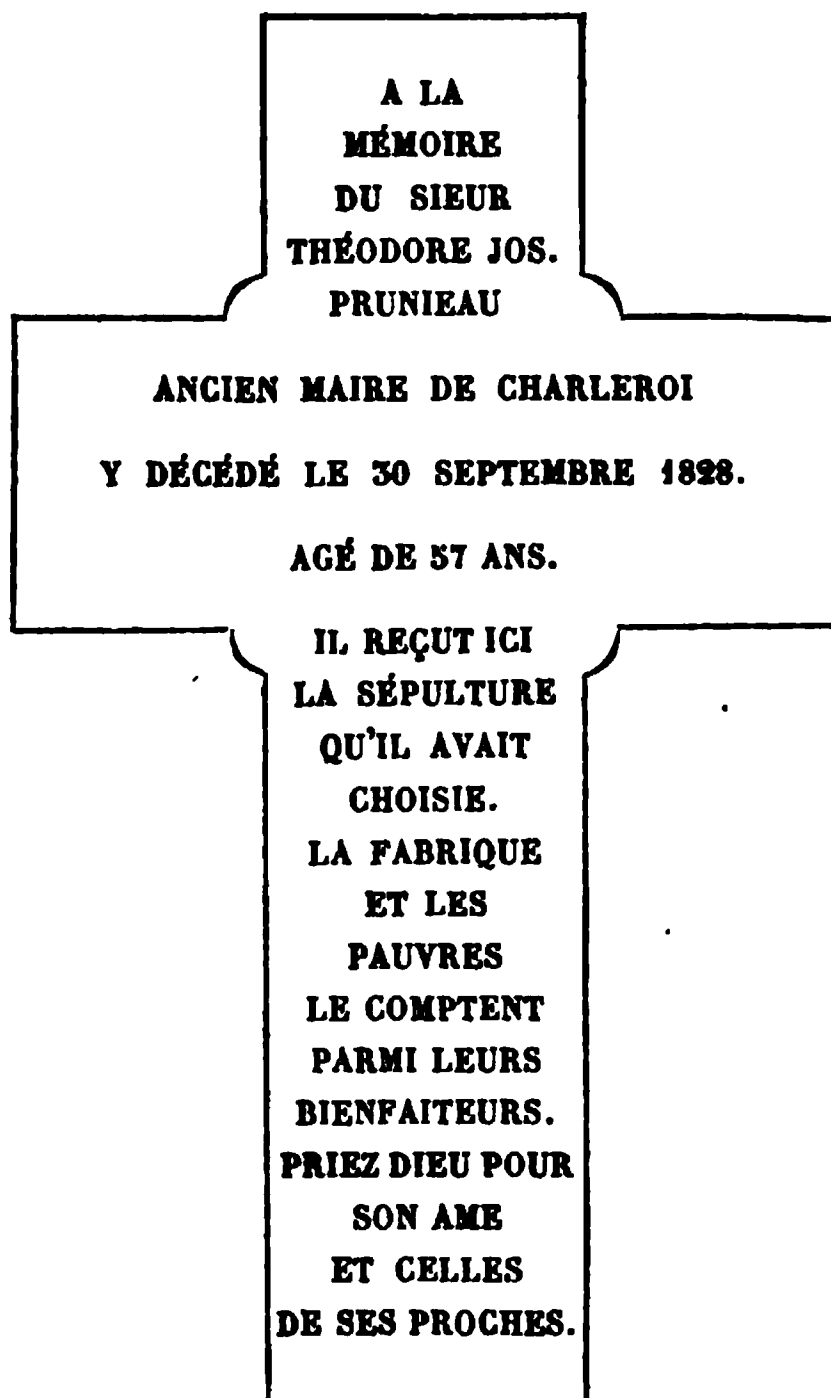 A LA
MÉMOIRE
DU SIEUR
THÉODORE JOS.
PRUNIEAU
ANCIEN MAIRE DE CHARLEROI
Y DÉCÉDÉ LE 30 SEPTEMBRE 1828.
AGÉ DE 57 ANS.
IL REÇUT ICI
LA SÉPULTURE
QU'IL AVAIT
CHOISIE.
LA FABRIQUE
ET LES
PAUVRES
LE COMPTENT
PARMI LEURS
BIENFAITEURS.
PRIEZ DIEU POUR
SON AME
ET CELLES
DE SES PROCHES.